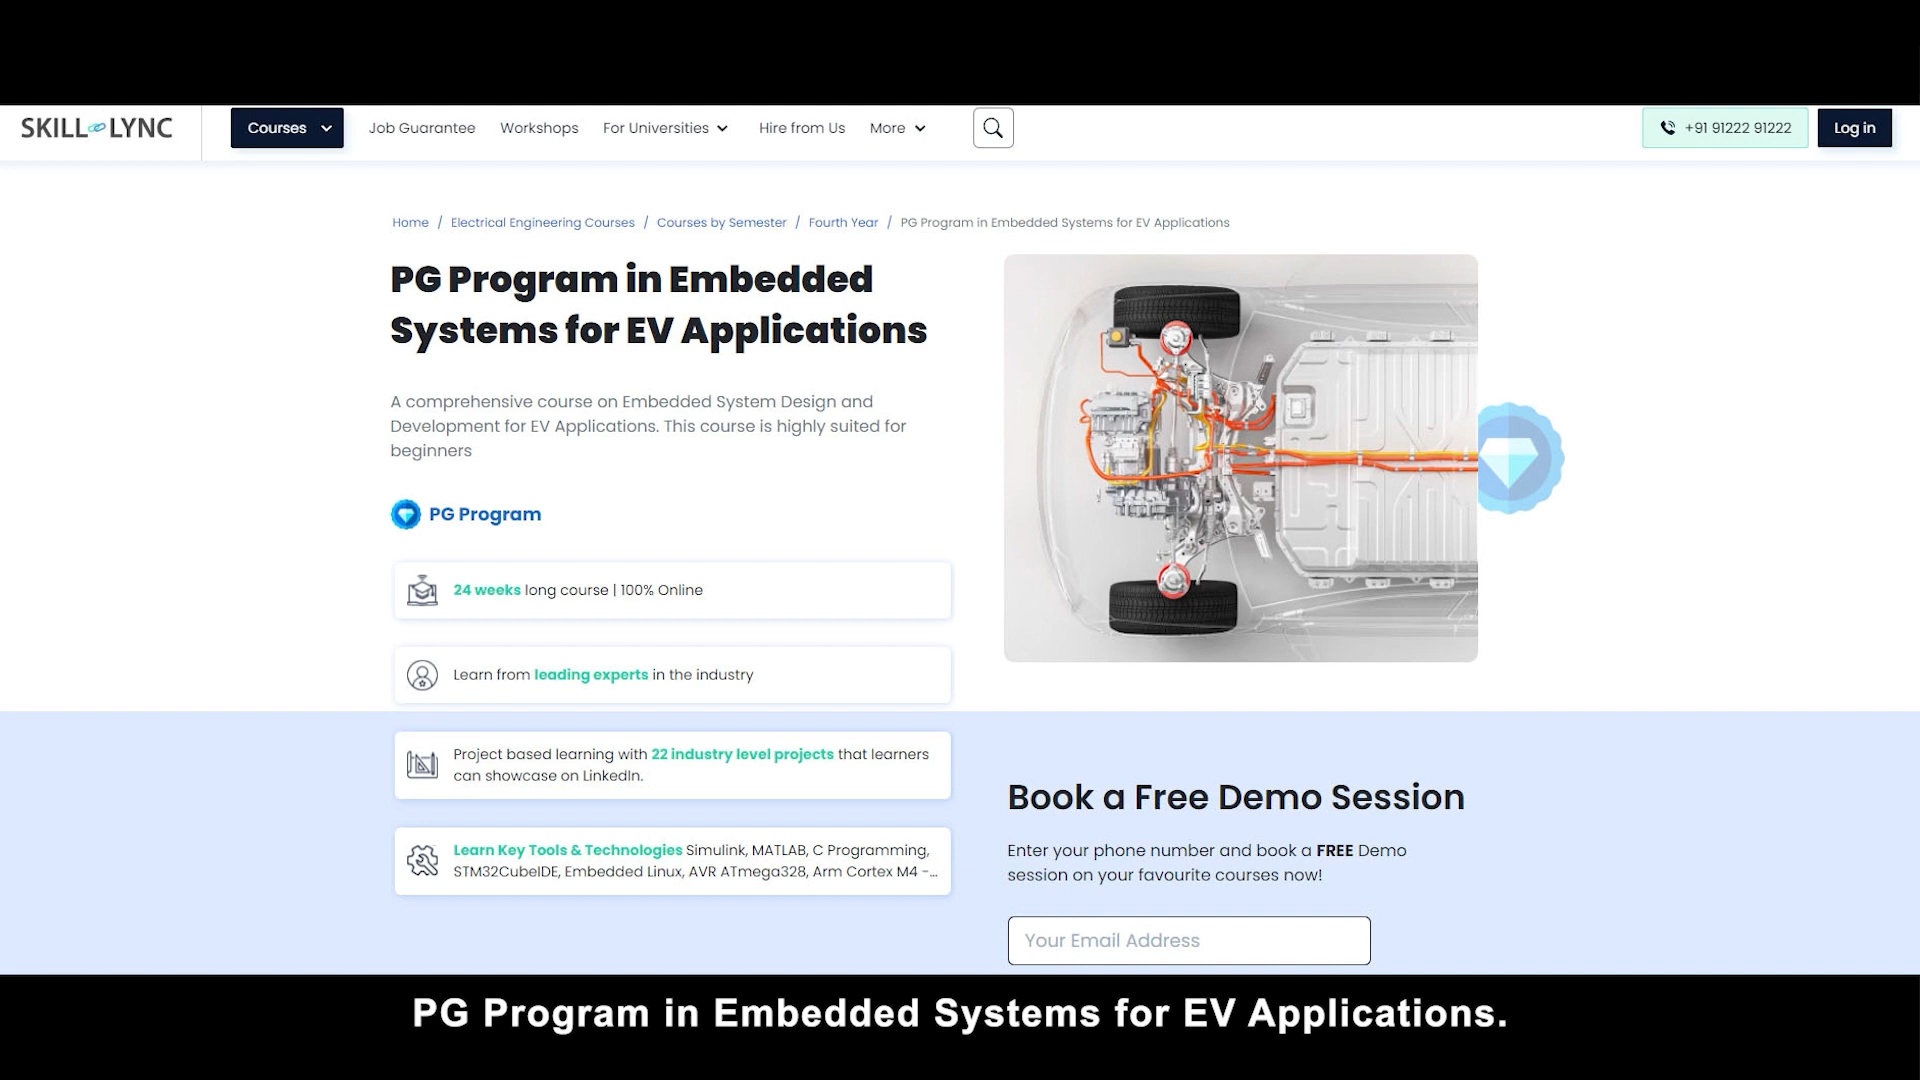 SKILL LYNC
Courses
Job Guarantee
Workshops
For Universities
Hire from Us
More
+91 91222 91222
Log in
Home / Electrical Engineering Courses / Courses by Semester / Fourth Year / PG Program in Embedded Systems for EV Applications
PG Program in Embedded
Systems for EV Applications
A comprehensive course on Embedded System Design and
Development for EV Applications. This course is highly suited for
beginners
PG Program
24 weeks long course | 100% Online
Learn from leading experts in the industry
Project based learning with 22 industry level projects that learners
can showcase on LinkedIn.
Learn Key Tools & Technologies Simulink, MATLAB, C Programming,
STM32CubeIDE, Embedded Linux, AVR ATmega328, Arm Cortex M4 -...
Book a Free Demo Session
Enter your phone number and book a FREE Demo
session on your favourite courses now!
Your Email Address
PG Program in Embedded Systems for EV Applications.